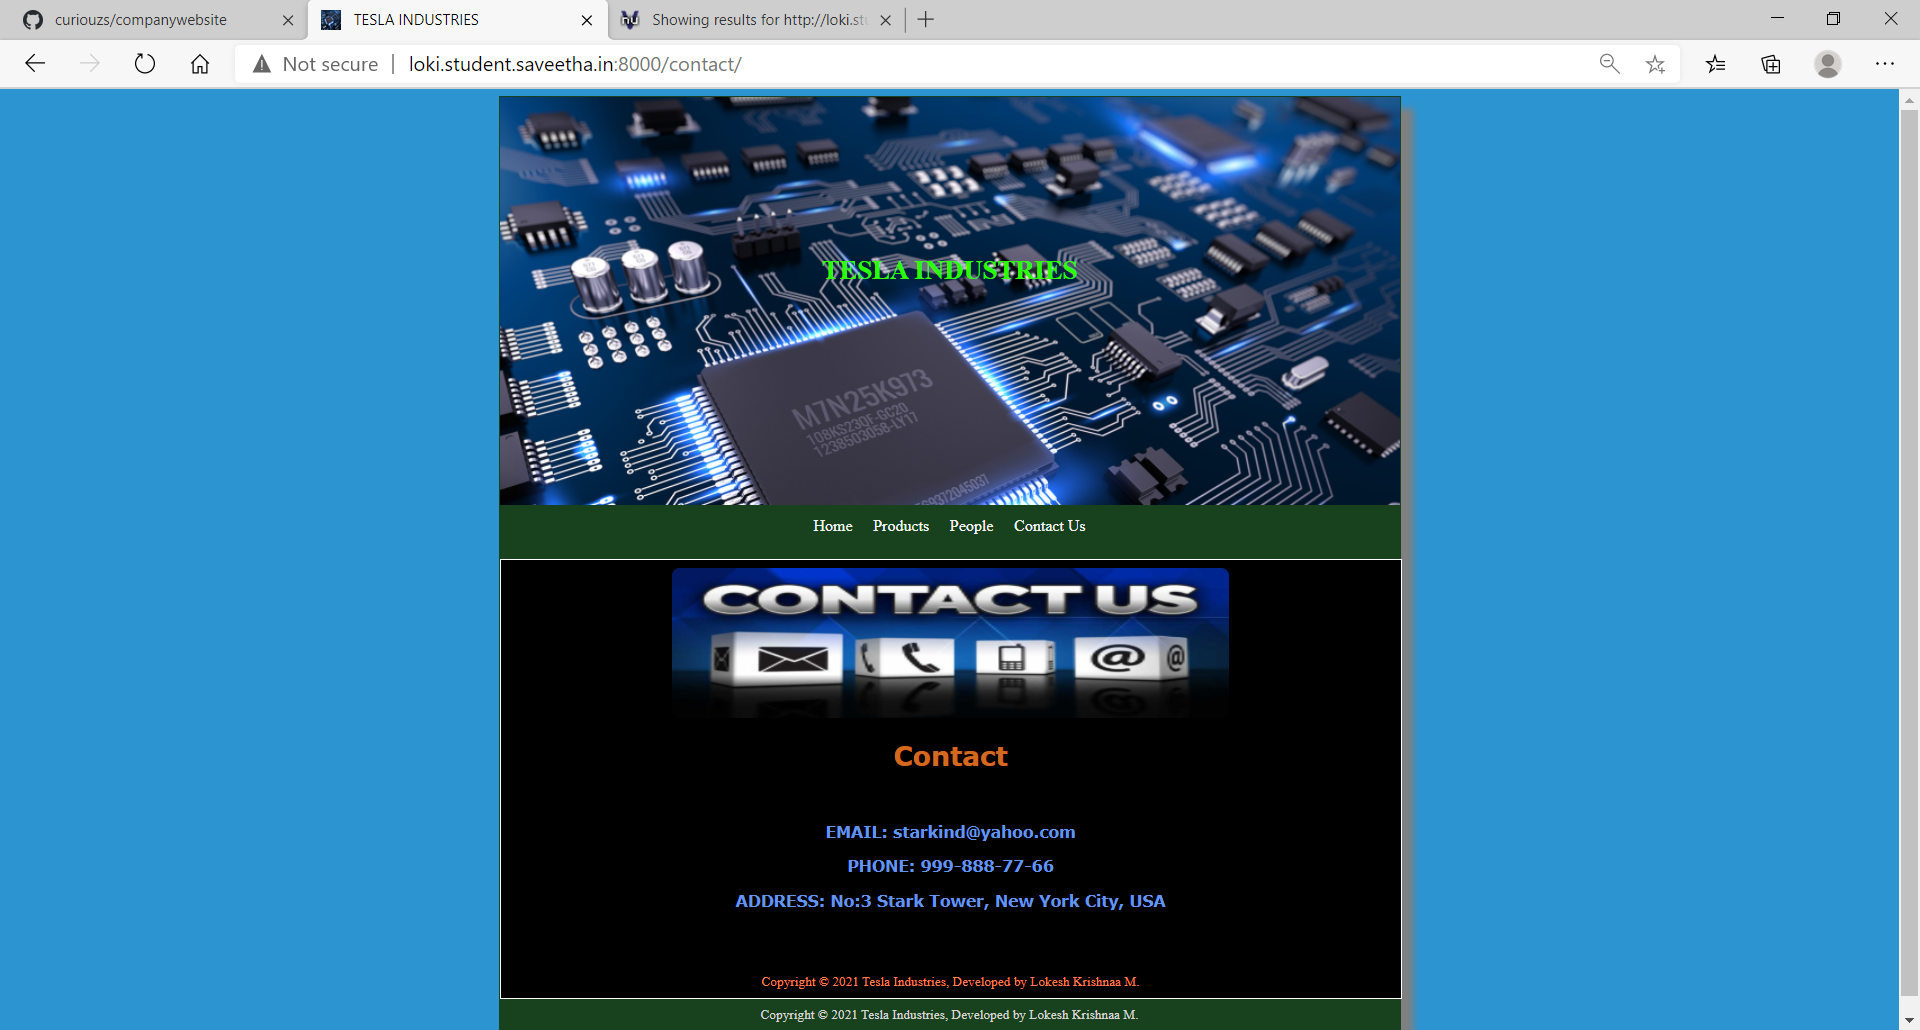 curiouzs/companywebsite
TESLA INDUSTRIES
Showing results for http://loki.st
Not secure
loki.student.saveetha.in:8000/contact/
TESLA INDUSTRIES
M7N25K973
108KS23QIF-GC20
1238503058-LY17
Home
Products
People
Contact Us
CONTACT US
@
@
Contact
EMAIL: starkind@yahoo.com
PHONE: 999-888-77-66
ADDRESS: No:3 Stark Tower, New York City, USA
Copyright © 2021 Tesla Industries, Developed by Lokesh Krishnaa M.
Copyright © 2021 Tesla Industries, Developed by Lokesh Krishnaa M.